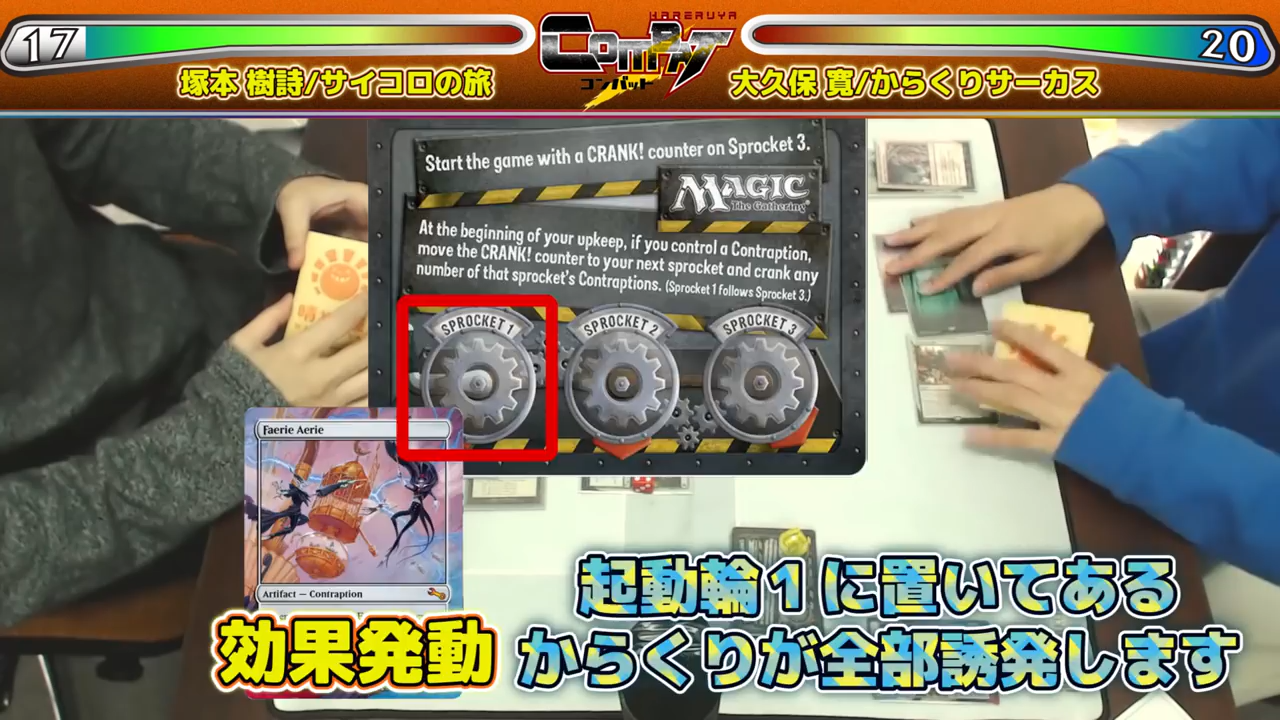 17
HARERUYA
COMBAT
コンバット
20
塚本 樹詩/サイコロの旅
大久保 寛/からくりサーカス
Start the game with a CRANK! counter on Sprocket 3.
MAGIC
The Gathering®
At the beginning of your upkeep, if you control a Contraption,
move the CRANK! counter to your next sprocket and crank any
number of that sprocket's Contraptions. (Sprocket 1 follows Sprocket 3.)
SPROCKET 1
SPROCKET 2
SPROCKET 3
晴
Faerie Aerie
Artifact — Contraption
効果発動
起動輪１に置いてある
からくりが全部誘発します